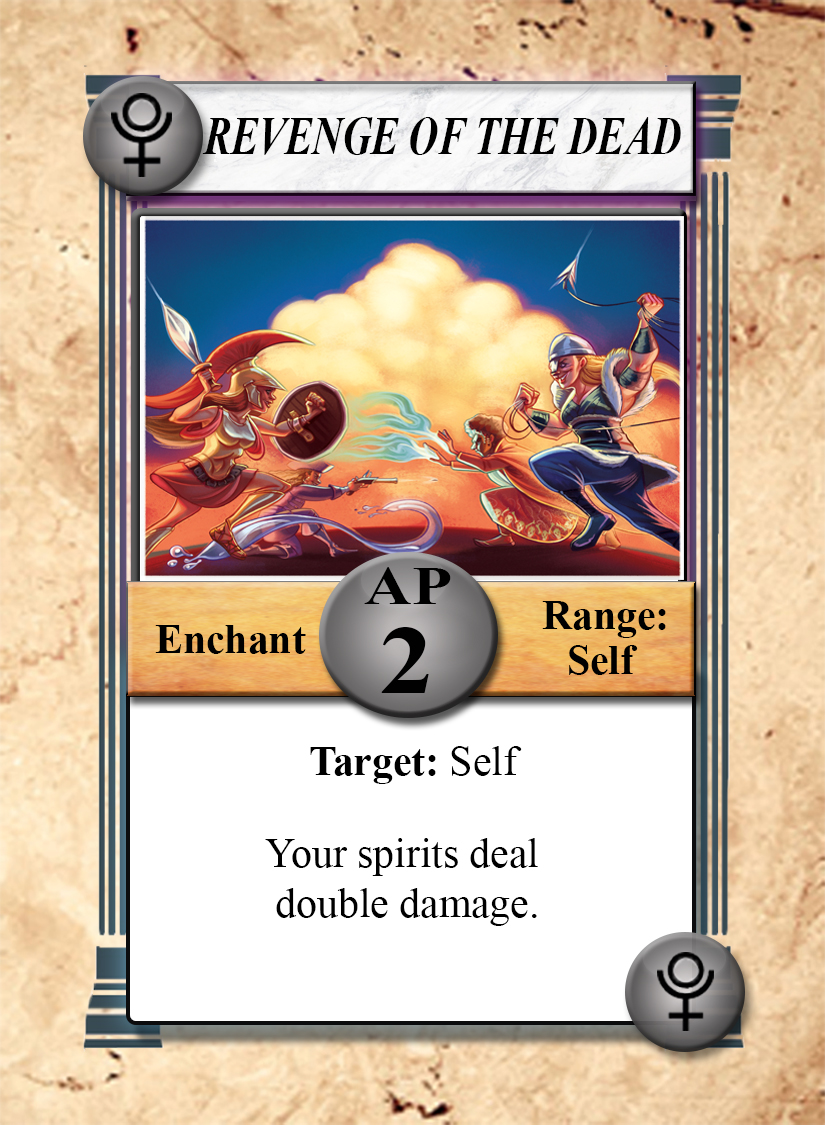 REVENGE OF THE DEAD
AP
2
Enchant
Range:
Self
Target: Self
Your spirits deal
double damage.